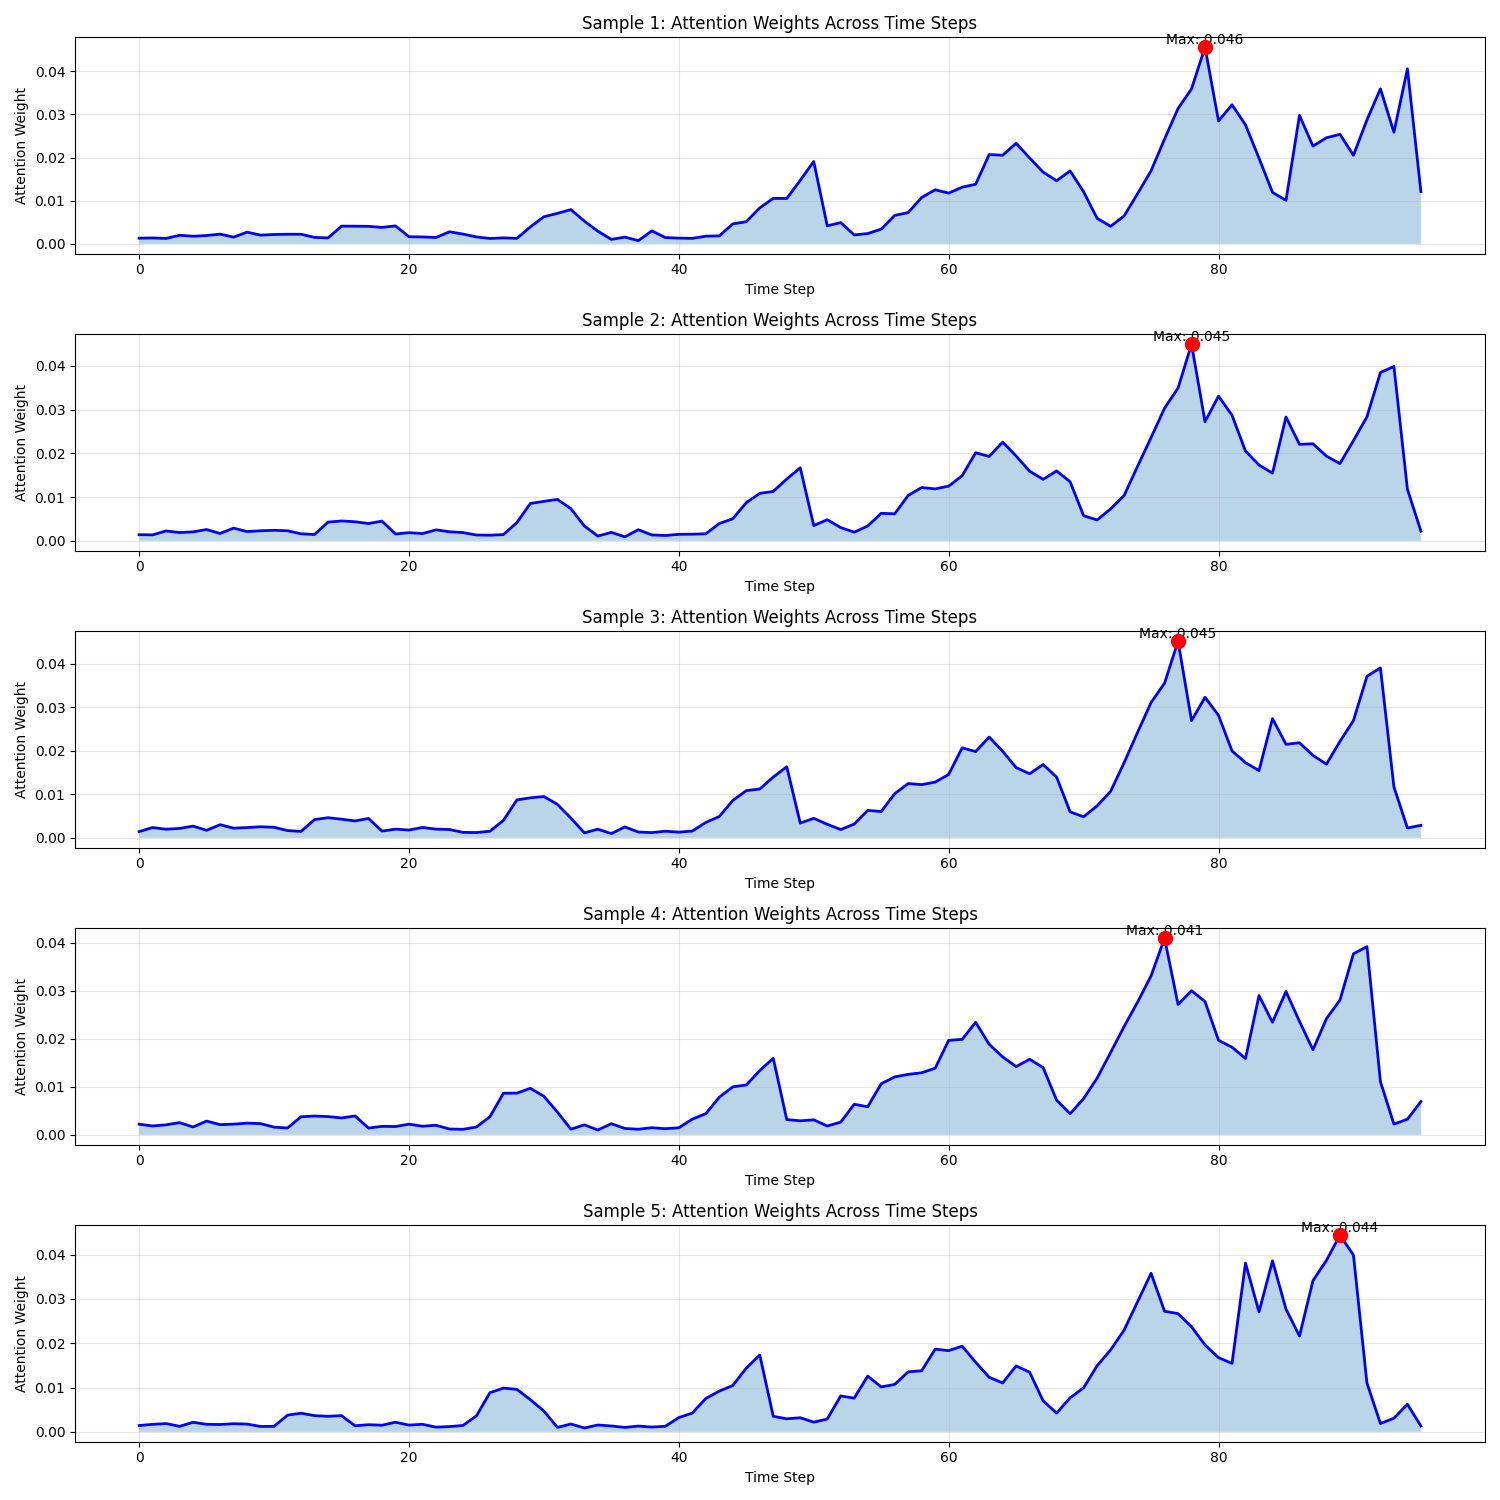 Sample 1: Attention Weights Across Time Steps
Max: 0.046
Attention Weight
0.04
0.03
0.02
0.01
0.00
0 20 40 60 80
Time Step
Sample 2: Attention Weights Across Time Steps
Max: 0.045
Attention Weight
0.04
0.03
0.02
0.01
0.00
0 20 40 60 80
Time Step
Sample 3: Attention Weights Across Time Steps
Max: 0.045
Attention Weight
0.04
0.03
0.02
0.01
0.00
0 20 40 60 80
Time Step
Sample 4: Attention Weights Across Time Steps
Max: 0.041
Attention Weight
0.04
0.03
0.02
0.01
0.00
0 20 40 60 80
Time Step
Sample 5: Attention Weights Across Time Steps
Max: 0.044
Attention Weight
0.04
0.03
0.02
0.01
0.00
0 20 40 60 80
Time Step